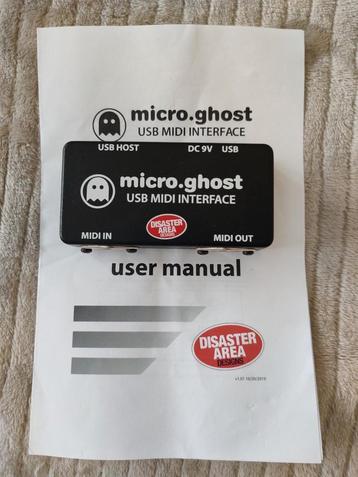 micro.ghost
USB MIDI INTERFACE
USB HOST DC 9V USB
micro.ghost
USB MIDI INTERFACE
DISASTER
AREA
DESIGNS
MIDI IN MIDI OUT
user manual
DISASTER
AREA
DESIGNS